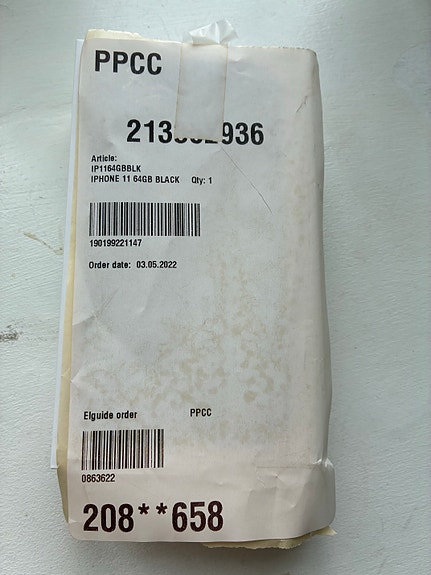 PPCC
Article:
IP1164GBBLK
IPHONE 11 64GB BLACK Qty: 1
190199221147
Order date: 03.05.2022
Elguide order PPCC
0863622
208**658